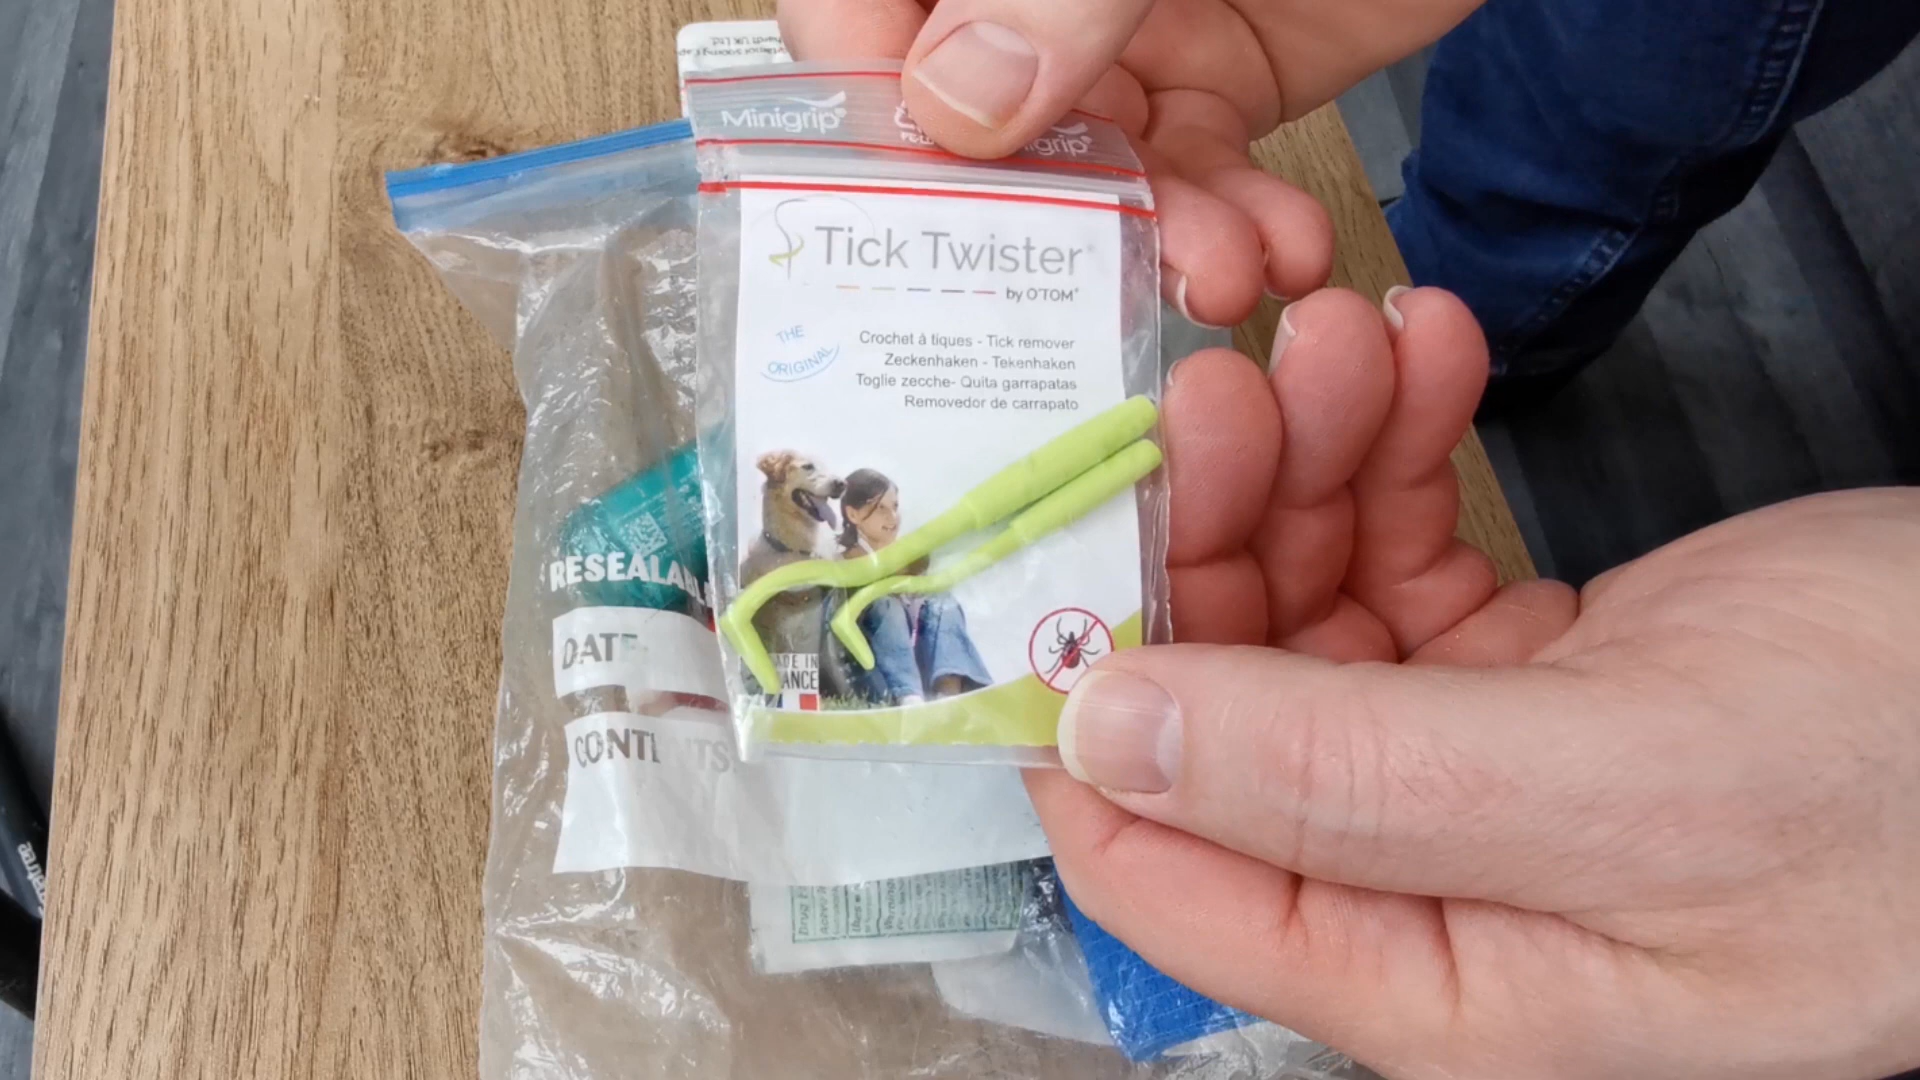 Minigrip®
Tick Twister®
by O'TOM®
THE
ORIGINAL
Crochet à tiques - Tick remover
Zeckenhaken - Tekenhaken
Toglie zecche- Quita garrapatas
Removedor de carrapato
RESEALA
DATE
CONTENTS